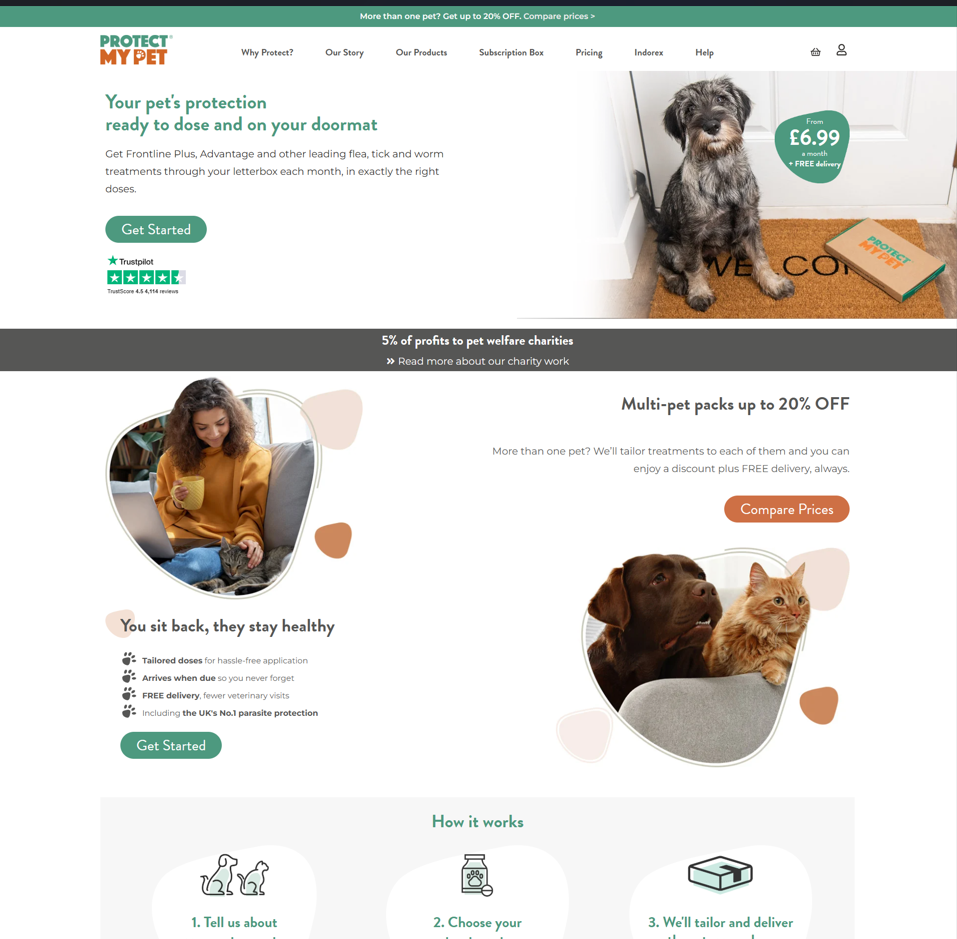 More than one pet? Get up to 20% OFF. Compare prices >
PROTECT
MY PET
Why Protect?
Our Story
Our Products
Subscription Box
Pricing
Indorex
Help
Your pet's protection
ready to dose and on your doormat
Get Frontline Plus, Advantage and other leading flea, tick and worm
treatments through your letterbox each month, in exactly the right
doses.
Get Started
Trustpilot
TrustScore 4.5 4,114 reviews
From
£6.99
a month
+ FREE delivery
PROTECT
MY PET
5% of profits to pet welfare charities
Read more about our charity work
Multi-pet packs up to 20% OFF
More than one pet? We'll tailor treatments to each of them and you can
enjoy a discount plus FREE delivery, always.
Compare Prices
You sit back, they stay healthy
Tailored doses for hassle-free application
Arrives when due so you never forget
FREE delivery, fewer veterinary visits
Including the UK's No.1 parasite protection
Get Started
How it works
1. Tell us about
2. Choose your
3. We'll tailor and deliver